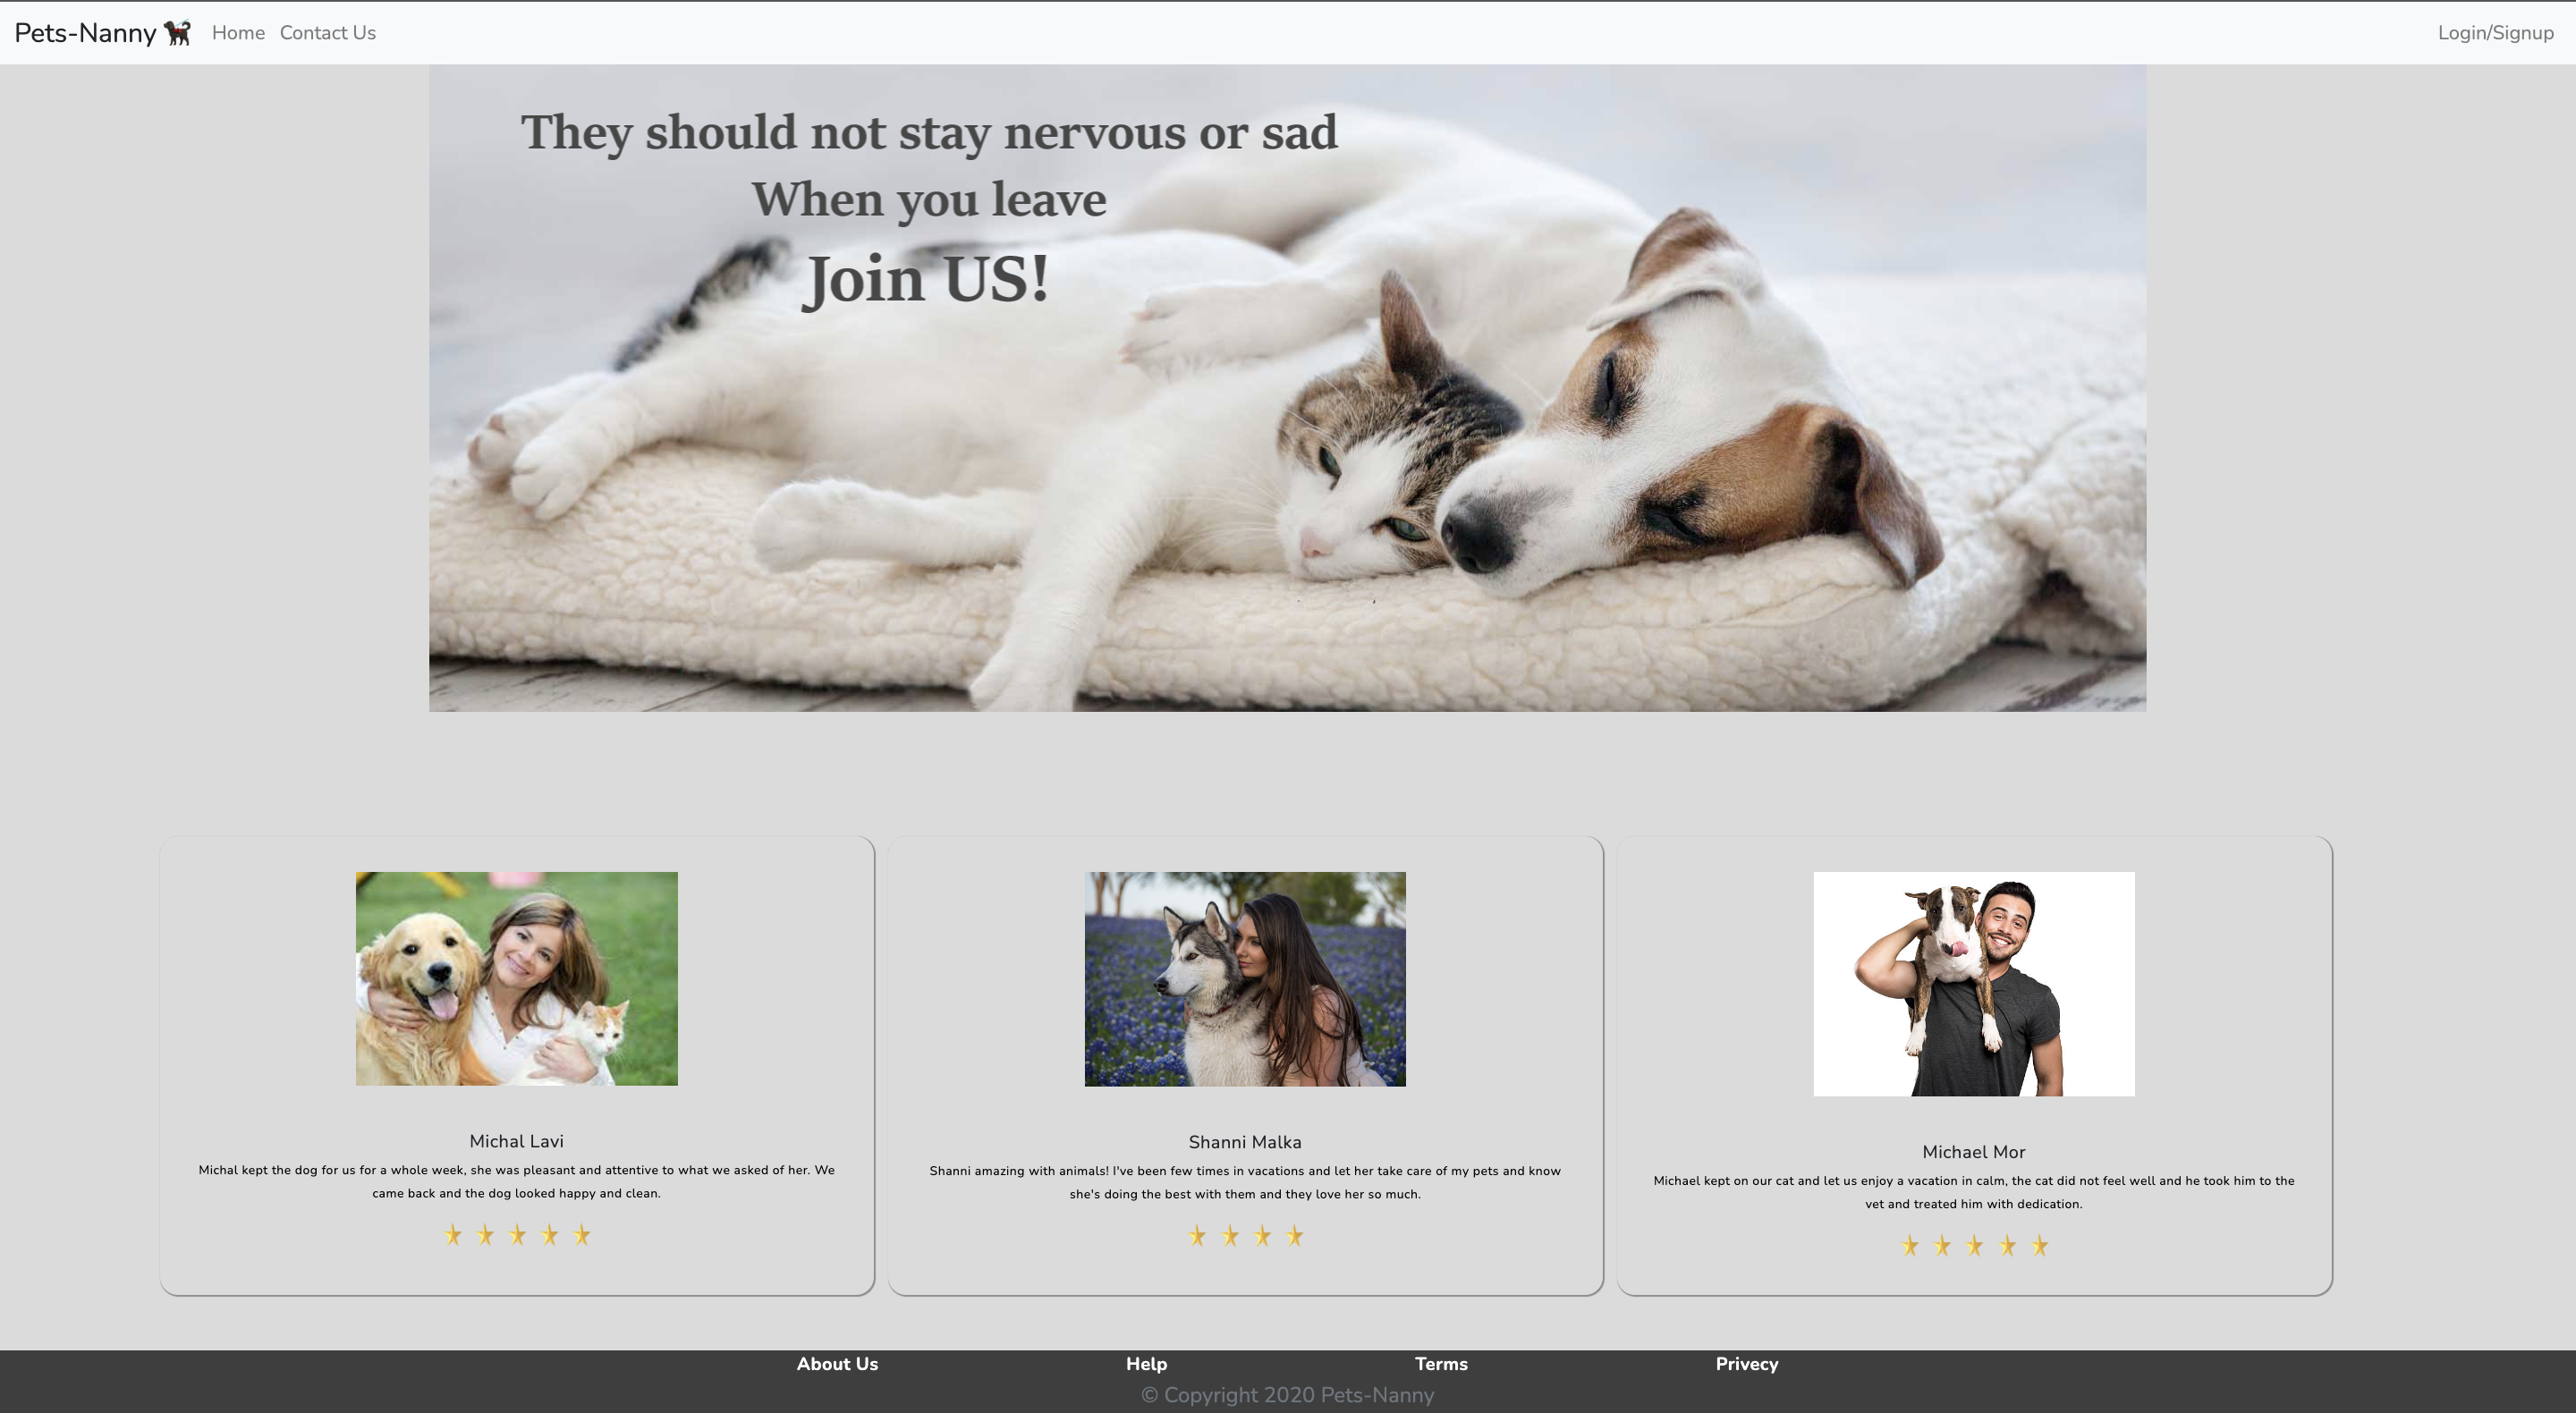 Pets-Nanny Home Contact Us Login/Signup
They should not stay nervous or sad
When you leave
Join US!
Michal Lavi
Michal kept the dog for us for a whole week, she was pleasant and attentive to what we asked of her. We
came back and the dog looked happy and clean.
Shanni Malka
Shanni amazing with animals! I've been few times in vacations and let her take care of my pets and know
she's doing the best with them and they love her so much.
Michael Mor
Michael kept on our cat and let us enjoy a vacation in calm, the cat did not feel well and he took him to the
vet and treated him with dedication.
About Us Help Terms Privecy
© Copyright 2020 Pets-Nanny